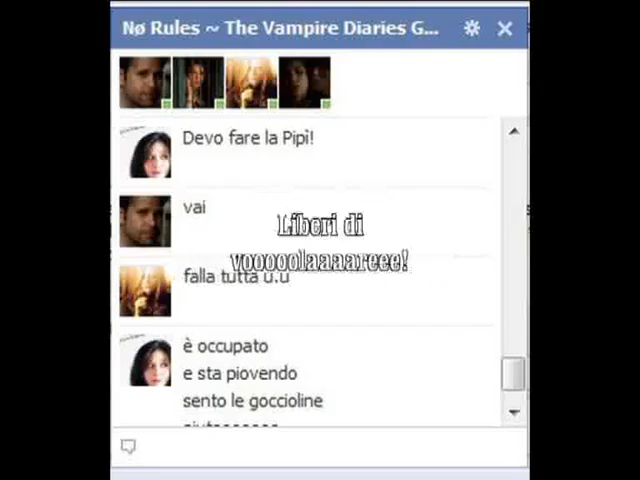 Nø Rules ~ The Vampire Diaries G...
Devo fare la Pipì!
vai
Liberi di
vooooolaaaareee!
falla tutta u.u
è occupato
e sta piovendo
sento le goccioline